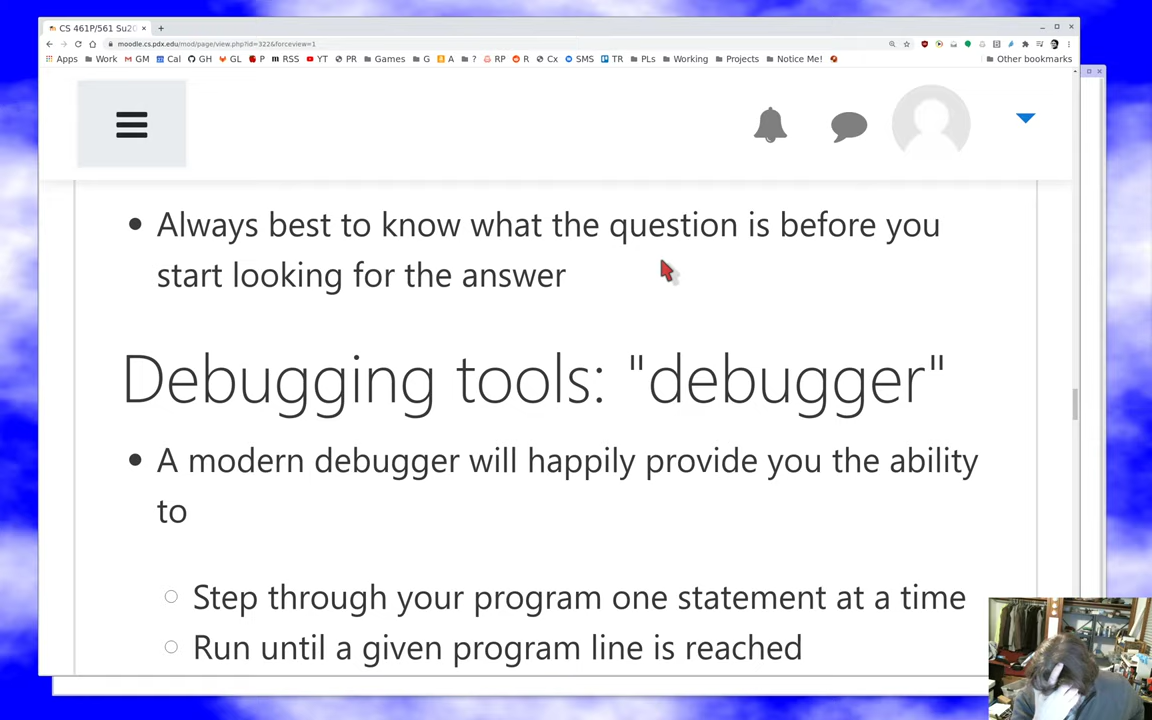 CS 461P/561 Su20
moodle.cs.pdx.edu/mod/page/view.php?id=322&forceview=1
Apps Work GM Cal GH GL P RSS YT PR Games G A ? RP R Cx SMS TR PLs Working Projects Notice Me! Other bookmarks
• Always best to know what the question is before you
start looking for the answer
Debugging tools: "debugger"
• A modern debugger will happily provide you the ability
to
○ Step through your program one statement at a time
○ Run until a given program line is reached